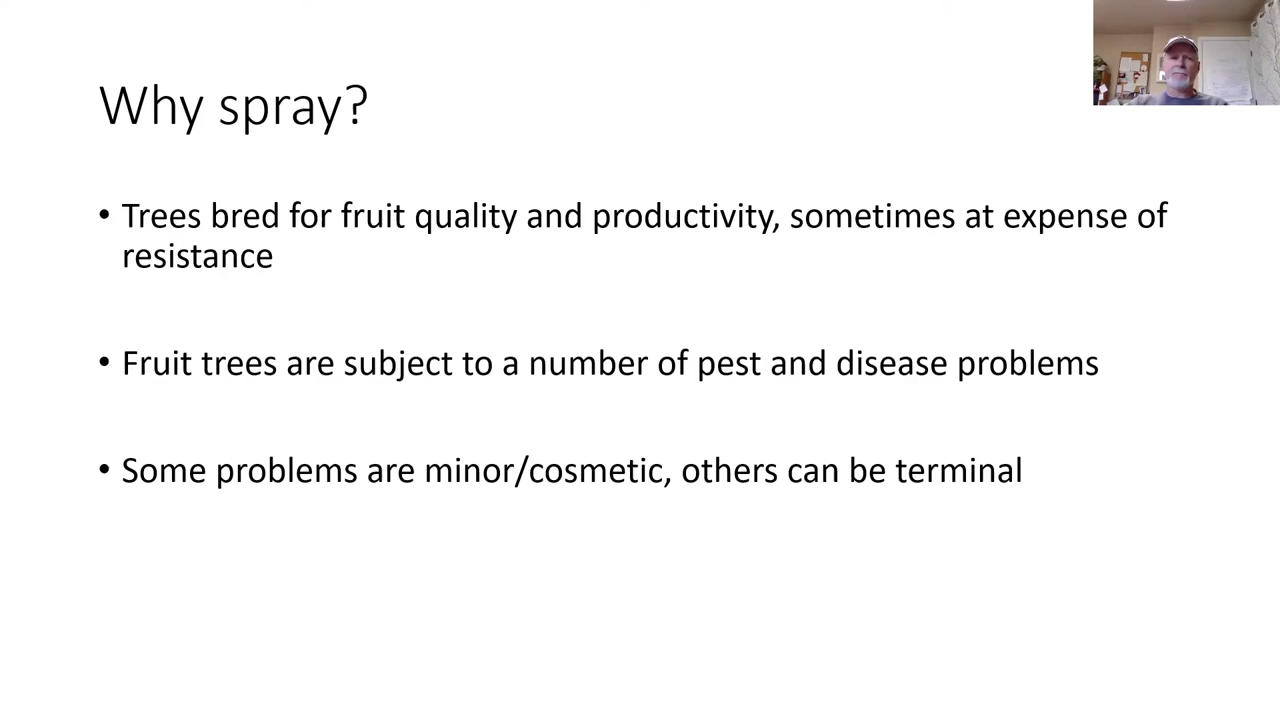 Why spray?
• Trees bred for fruit quality and productivity, sometimes at expense of
resistance
• Fruit trees are subject to a number of pest and disease problems
• Some problems are minor/cosmetic, others can be terminal